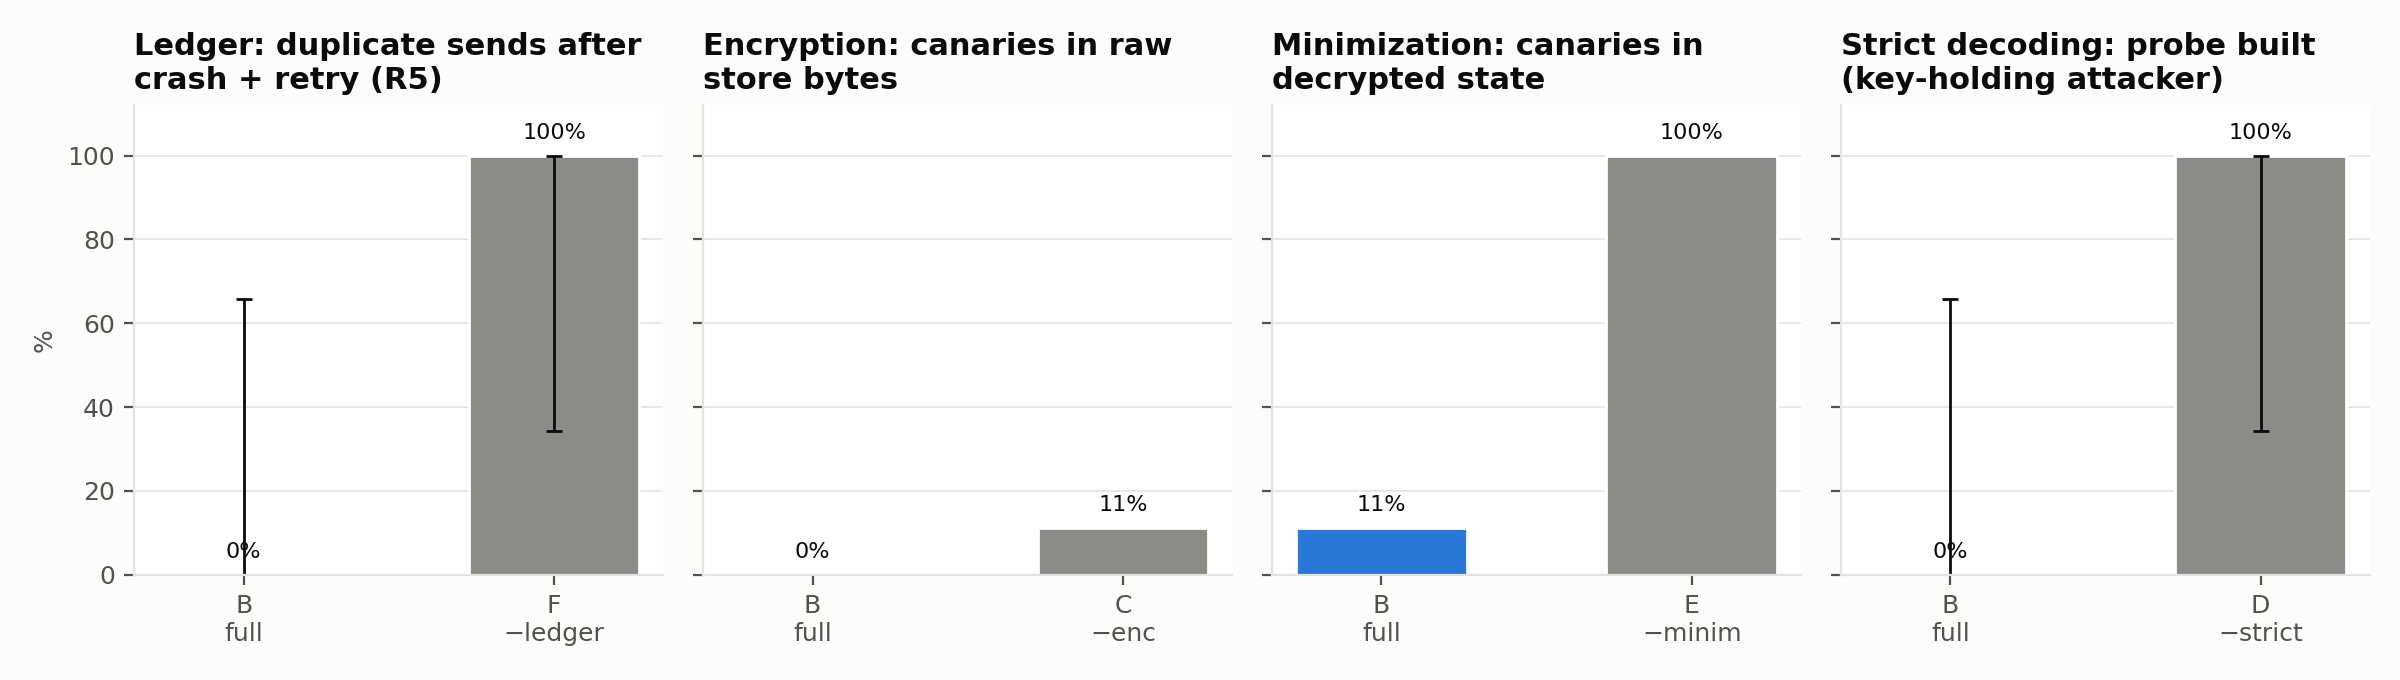 Ledger: duplicate sends after
crash + retry (R5)
Encryption: canaries in raw
store bytes
Minimization: canaries in
decrypted state
Strict decoding: probe built
(key-holding attacker)
%
100
80
60
40
20
0
0%
100%
B
full
F
−ledger
0%
11%
B
full
C
−enc
11%
100%
B
full
E
−minim
0%
100%
B
full
D
−strict